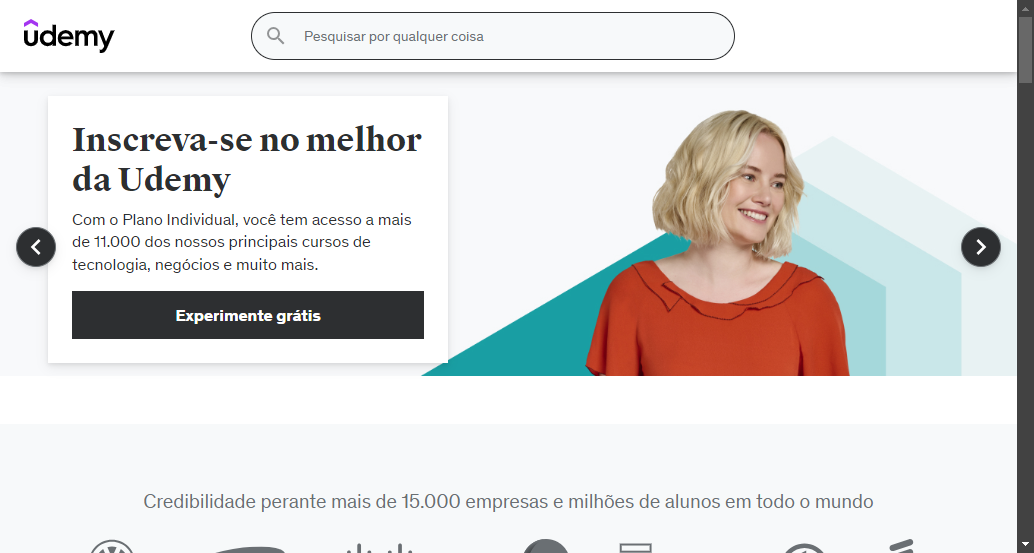 udemy
Pesquisar por qualquer coisa
Inscreva-se no melhor
da Udemy
Com o Plano Individual, você tem acesso a mais
de 11.000 dos nossos principais cursos de
tecnologia, negócios e muito mais.
Experimente grátis
Credibilidade perante mais de 15.000 empresas e milhões de alunos em todo o mundo